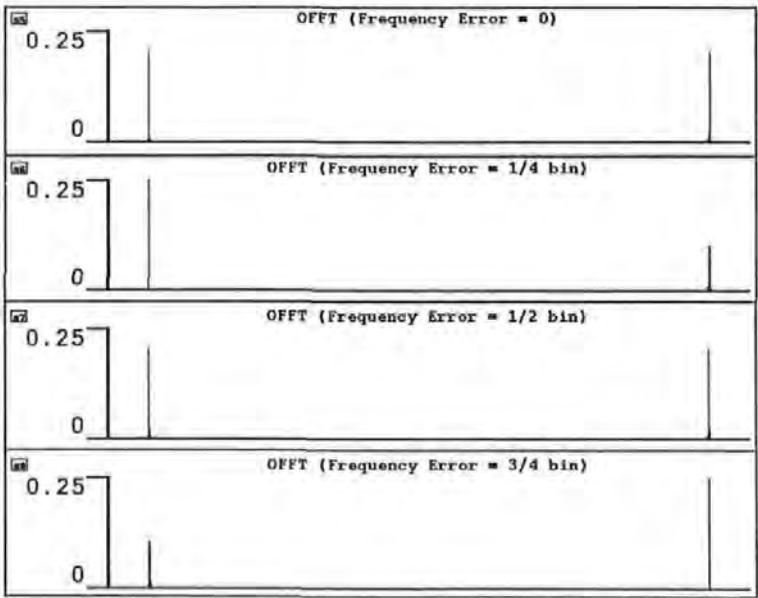 OFFT (Frequency Error = 0)
0.25
0
OFFT (Frequency Error = 1/4 bin)
0.25
0
OFFT (Frequency Error = 1/2 bin)
0.25
0
OFFT (Frequency Error = 3/4 bin)
0.25
0